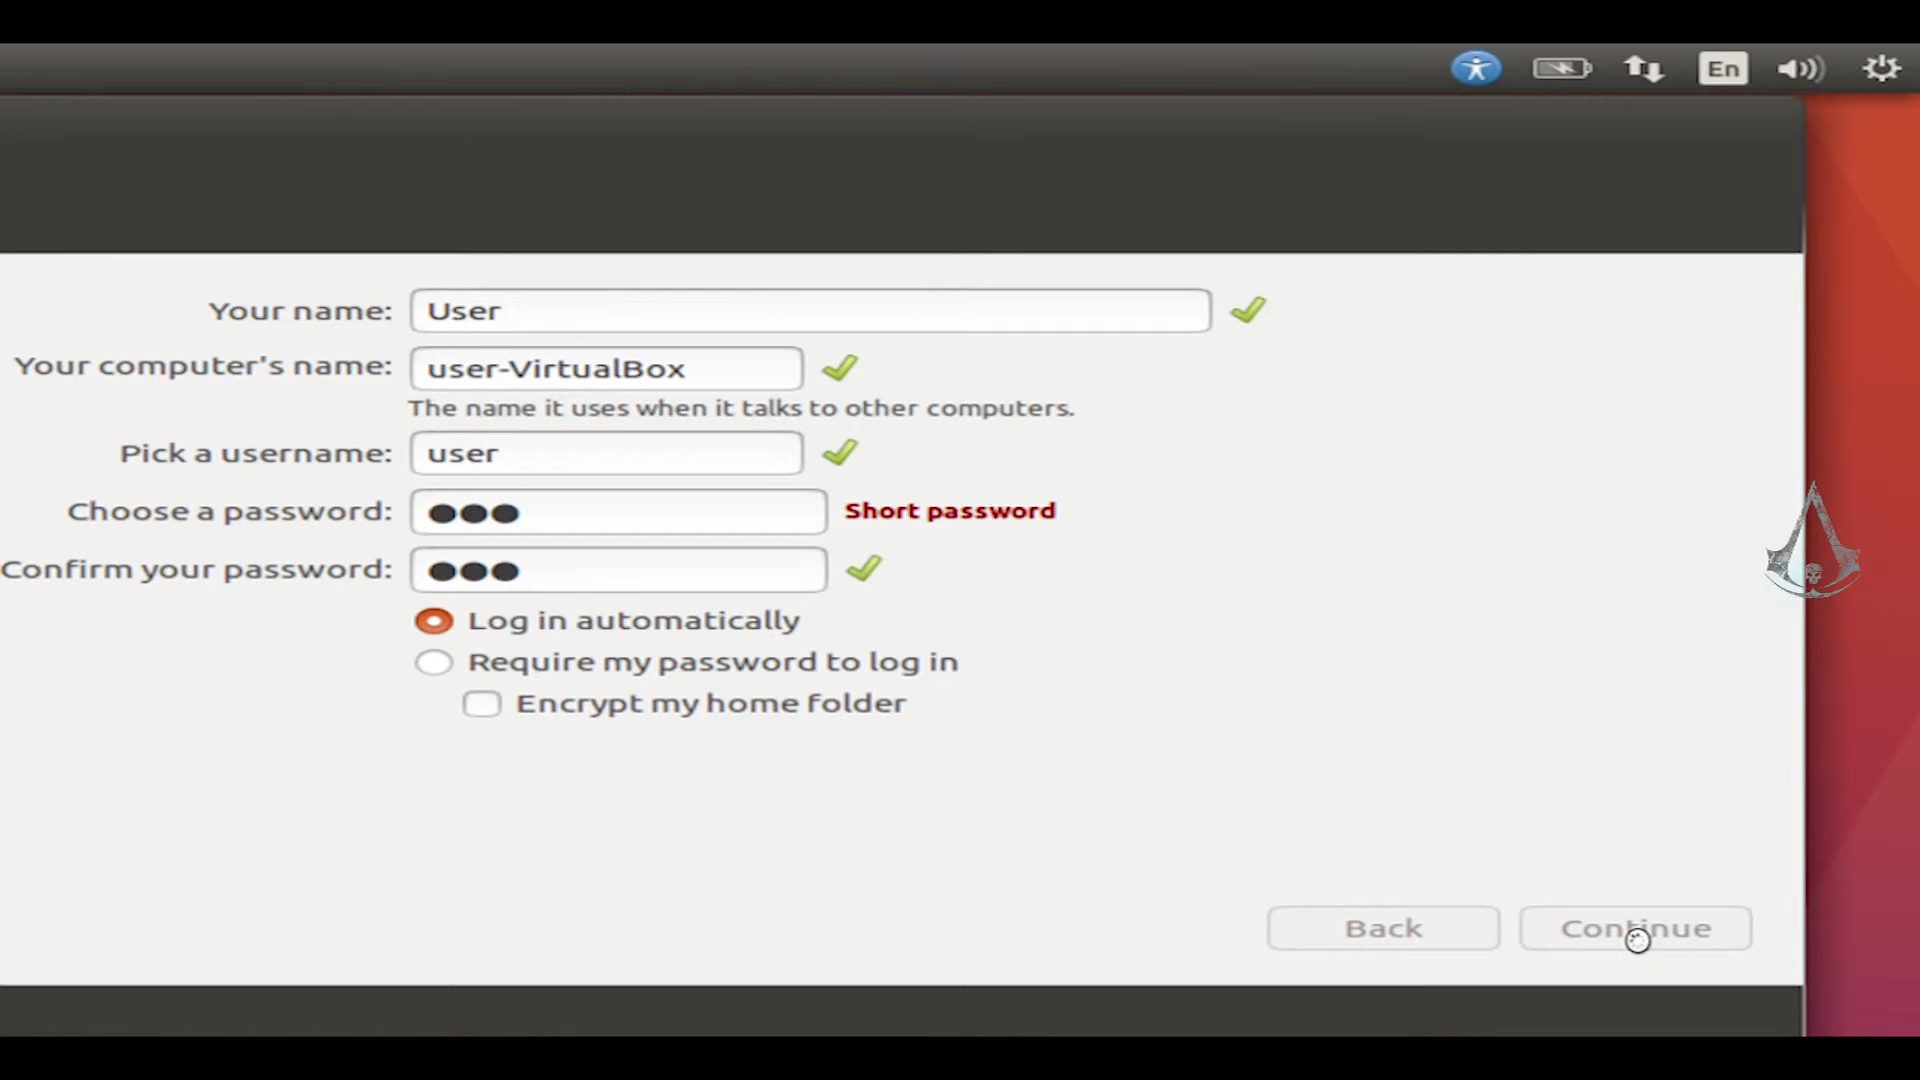 En
Your name: User
Your computer's name: user-VirtualBox
The name it uses when it talks to other computers.
Pick a username: user
Choose a password: ●●● Short password
Confirm your password: ●●●
Log in automatically
Require my password to log in
Encrypt my home folder
Back Continue